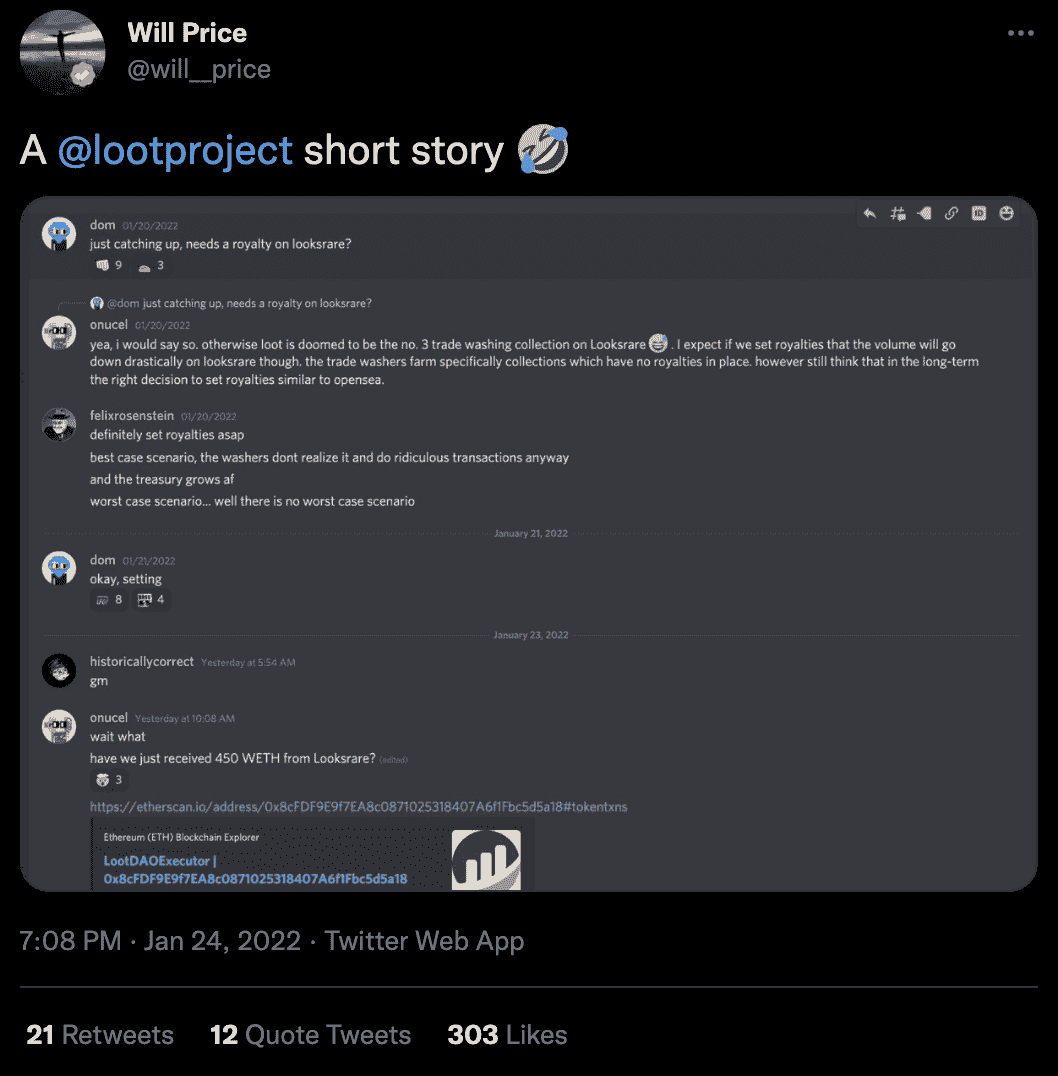 Will Price
@will__price
A @lootproject short story 🤣
dom 01/20/2022
just catching up, needs a royalty on looksrare?
9 3
@dom just catching up, needs a royalty on looksrare?
onucel 01/20/2022
yea, i would say so. otherwise loot is doomed to be the no. 3 trade washing collection on Looksrare 😅 . I expect if we set royalties that the volume will go
down drastically on looksrare though. the trade washers farm specifically collections which have no royalties in place. however still think that in the long-term
the right decision to set royalties similar to opensea.
felixrosenstein 01/20/2022
definitely set royalties asap
best case scenario, the washers dont realize it and do ridiculous transactions anyway
and the treasury grows af
worst case scenario... well there is no worst case scenario
January 21, 2022
dom 01/21/2022
okay, setting
8 4
January 23, 2022
historicallycorrect Yesterday at 5:54 AM
gm
onucel Yesterday at 10:08 AM
wait what
have we just received 450 WETH from Looksrare? (edited)
3
https://etherscan.io/address/0x8cFDF9E9f7EA8c0871025318407A6f1Fbc5d5a18#tokentxns
Ethereum (ETH) Blockchain Explorer
LootDAOExecutor |
0x8cFDF9E9f7EA8c0871025318407A6f1Fbc5d5a18
7:08 PM · Jan 24, 2022 · Twitter Web App
21 Retweets 12 Quote Tweets 303 Likes